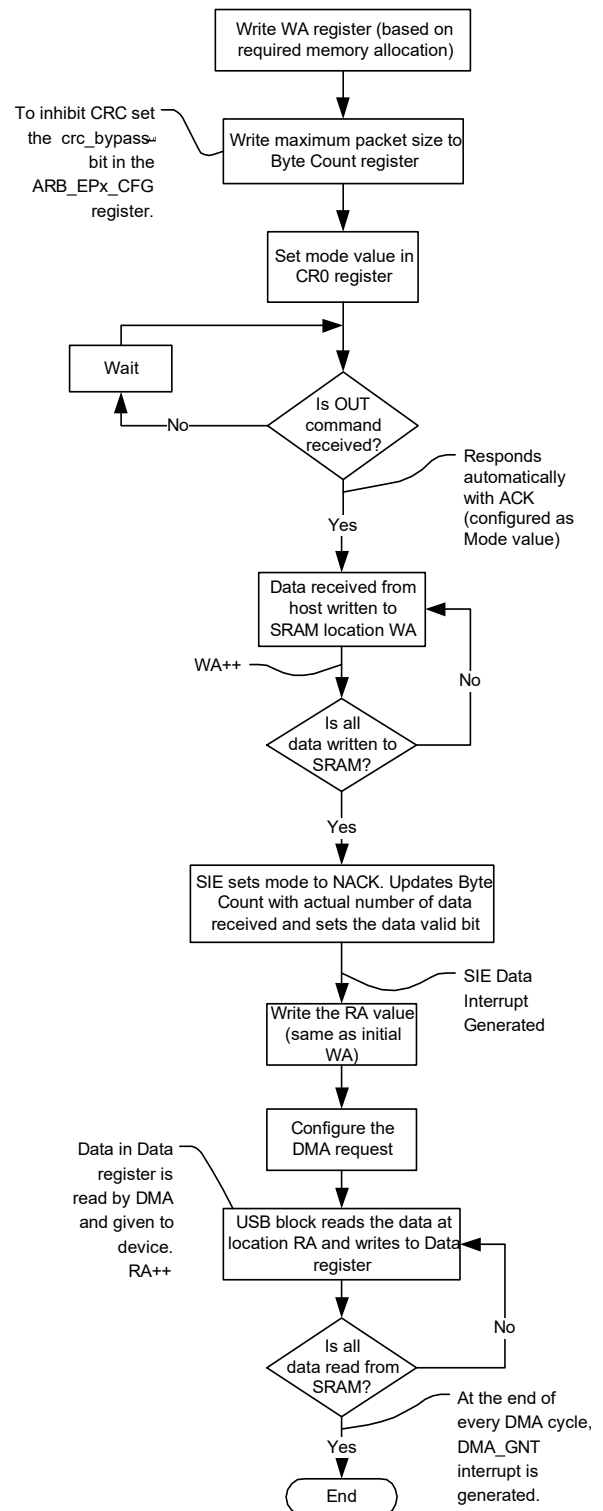 Write WA register (based on
required memory allocation)
To inhibit CRC set
the crc_bypass
bit in the
ARB_EPx_CFG
register.
Write maximum packet size to
Byte Count register
Set mode value in
CR0 register
Wait
No
Is OUT
command
received?
Responds
automatically
with ACK
(configured as
Mode value)
Yes
Data received from
host written to
SRAM location WA
WA++
No
Is all
data written to
SRAM?
Yes
SIE sets mode to NACK. Updates Byte
Count with actual number of data
received and sets the data valid bit
SIE Data
Interrupt
Generated
Write the RA value
(same as initial
WA)
Configure the
DMA request
Data in Data
register is
read by DMA
and given to
device.
RA++
USB block reads the data at
location RA and writes to Data
register
No
Is all
data read from
SRAM?
At the end of
every DMA cycle,
DMA_GNT
interrupt is
generated.
Yes
End